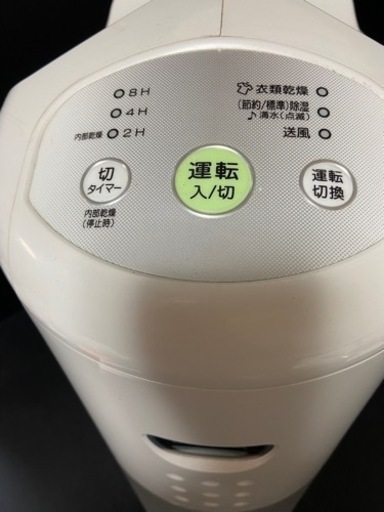 8H
4H
内部乾燥 2H
衣類乾燥
(節約/標準)除湿
♪満水(点滅)
送風
切
タイマー
内部乾燥
(停止時)
運転
入/切
運転
切換